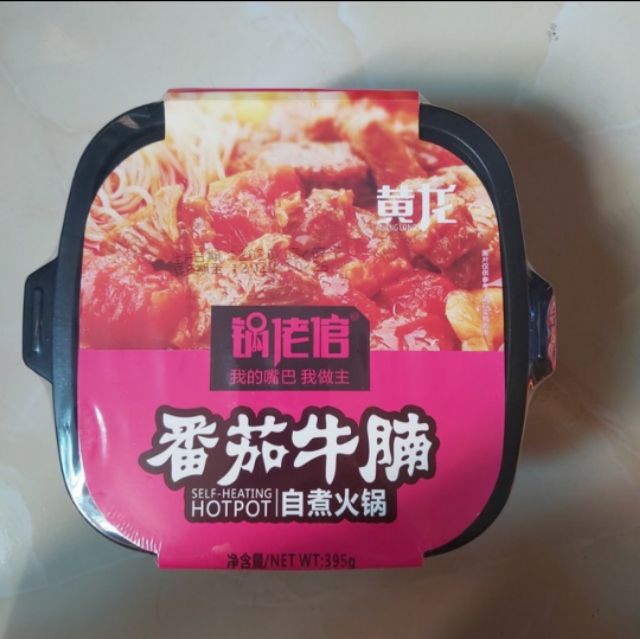 黄龙
锅佬倌®
我的嘴巴 我做主
番茄牛腩
SELF-HEATING
HOTPOT
自煮火锅
净含量/NET WT:395g